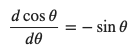 d cos θ / dθ = − sin θ